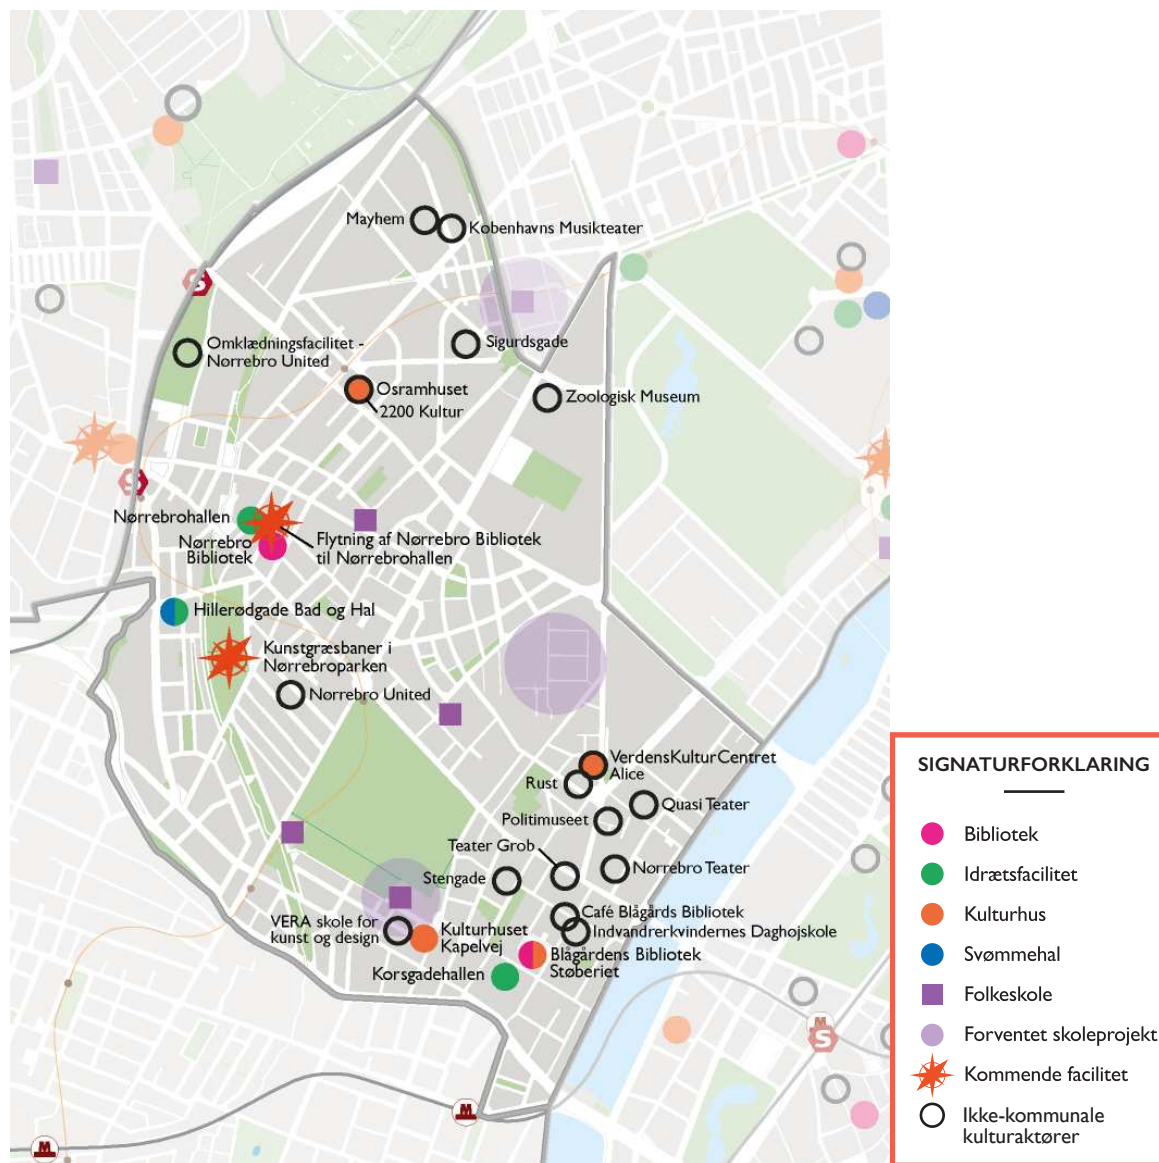 Mayhem
Københavns Musikteater
S
Omklædningsfacilitet -
Nørrebro United
Sigurdsgade
Osramhuset
2200 Kultur
Zoologisk Museum
S
Nørrebrohallen
Nørrebro
Bibliotek
Flytning af Nørrebro Bibliotek
til Nørrebrohallen
Hillerødgade Bad og Hal
Kunstgræsbaner i
Nørrebroparken
Nørrebro United
VerdensKulturCentret
Alice
Rust
Quasi Teater
Politimuseet
Teater Grob
Nørrebro Teater
Stengade
Café Blågårds Bibliotek
Indvandrerkvindernes Daghøjskole
VERA skole for
kunst og design
Kulturhuset
Kapelvej
Blågårdens Bibliotek
Støberiet
Korsgadehallen
M
S
M
M
SIGNATURFORKLARING
Bibliotek
Idrætsfacilitet
Kulturhus
Svømmehal
Folkeskole
Forventet skoleprojekt
Kommende facilitet
Ikke-kommunale
kulturaktører